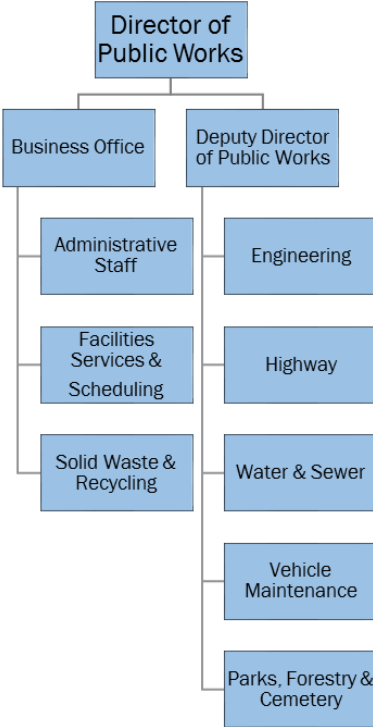 Director of
Public Works
Business Office
Deputy Director
of Public Works
Administrative
Staff
Engineering
Facilities
Services &
Scheduling
Highway
Solid Waste &
Recycling
Water & Sewer
Vehicle
Maintenance
Parks, Forestry &
Cemetery